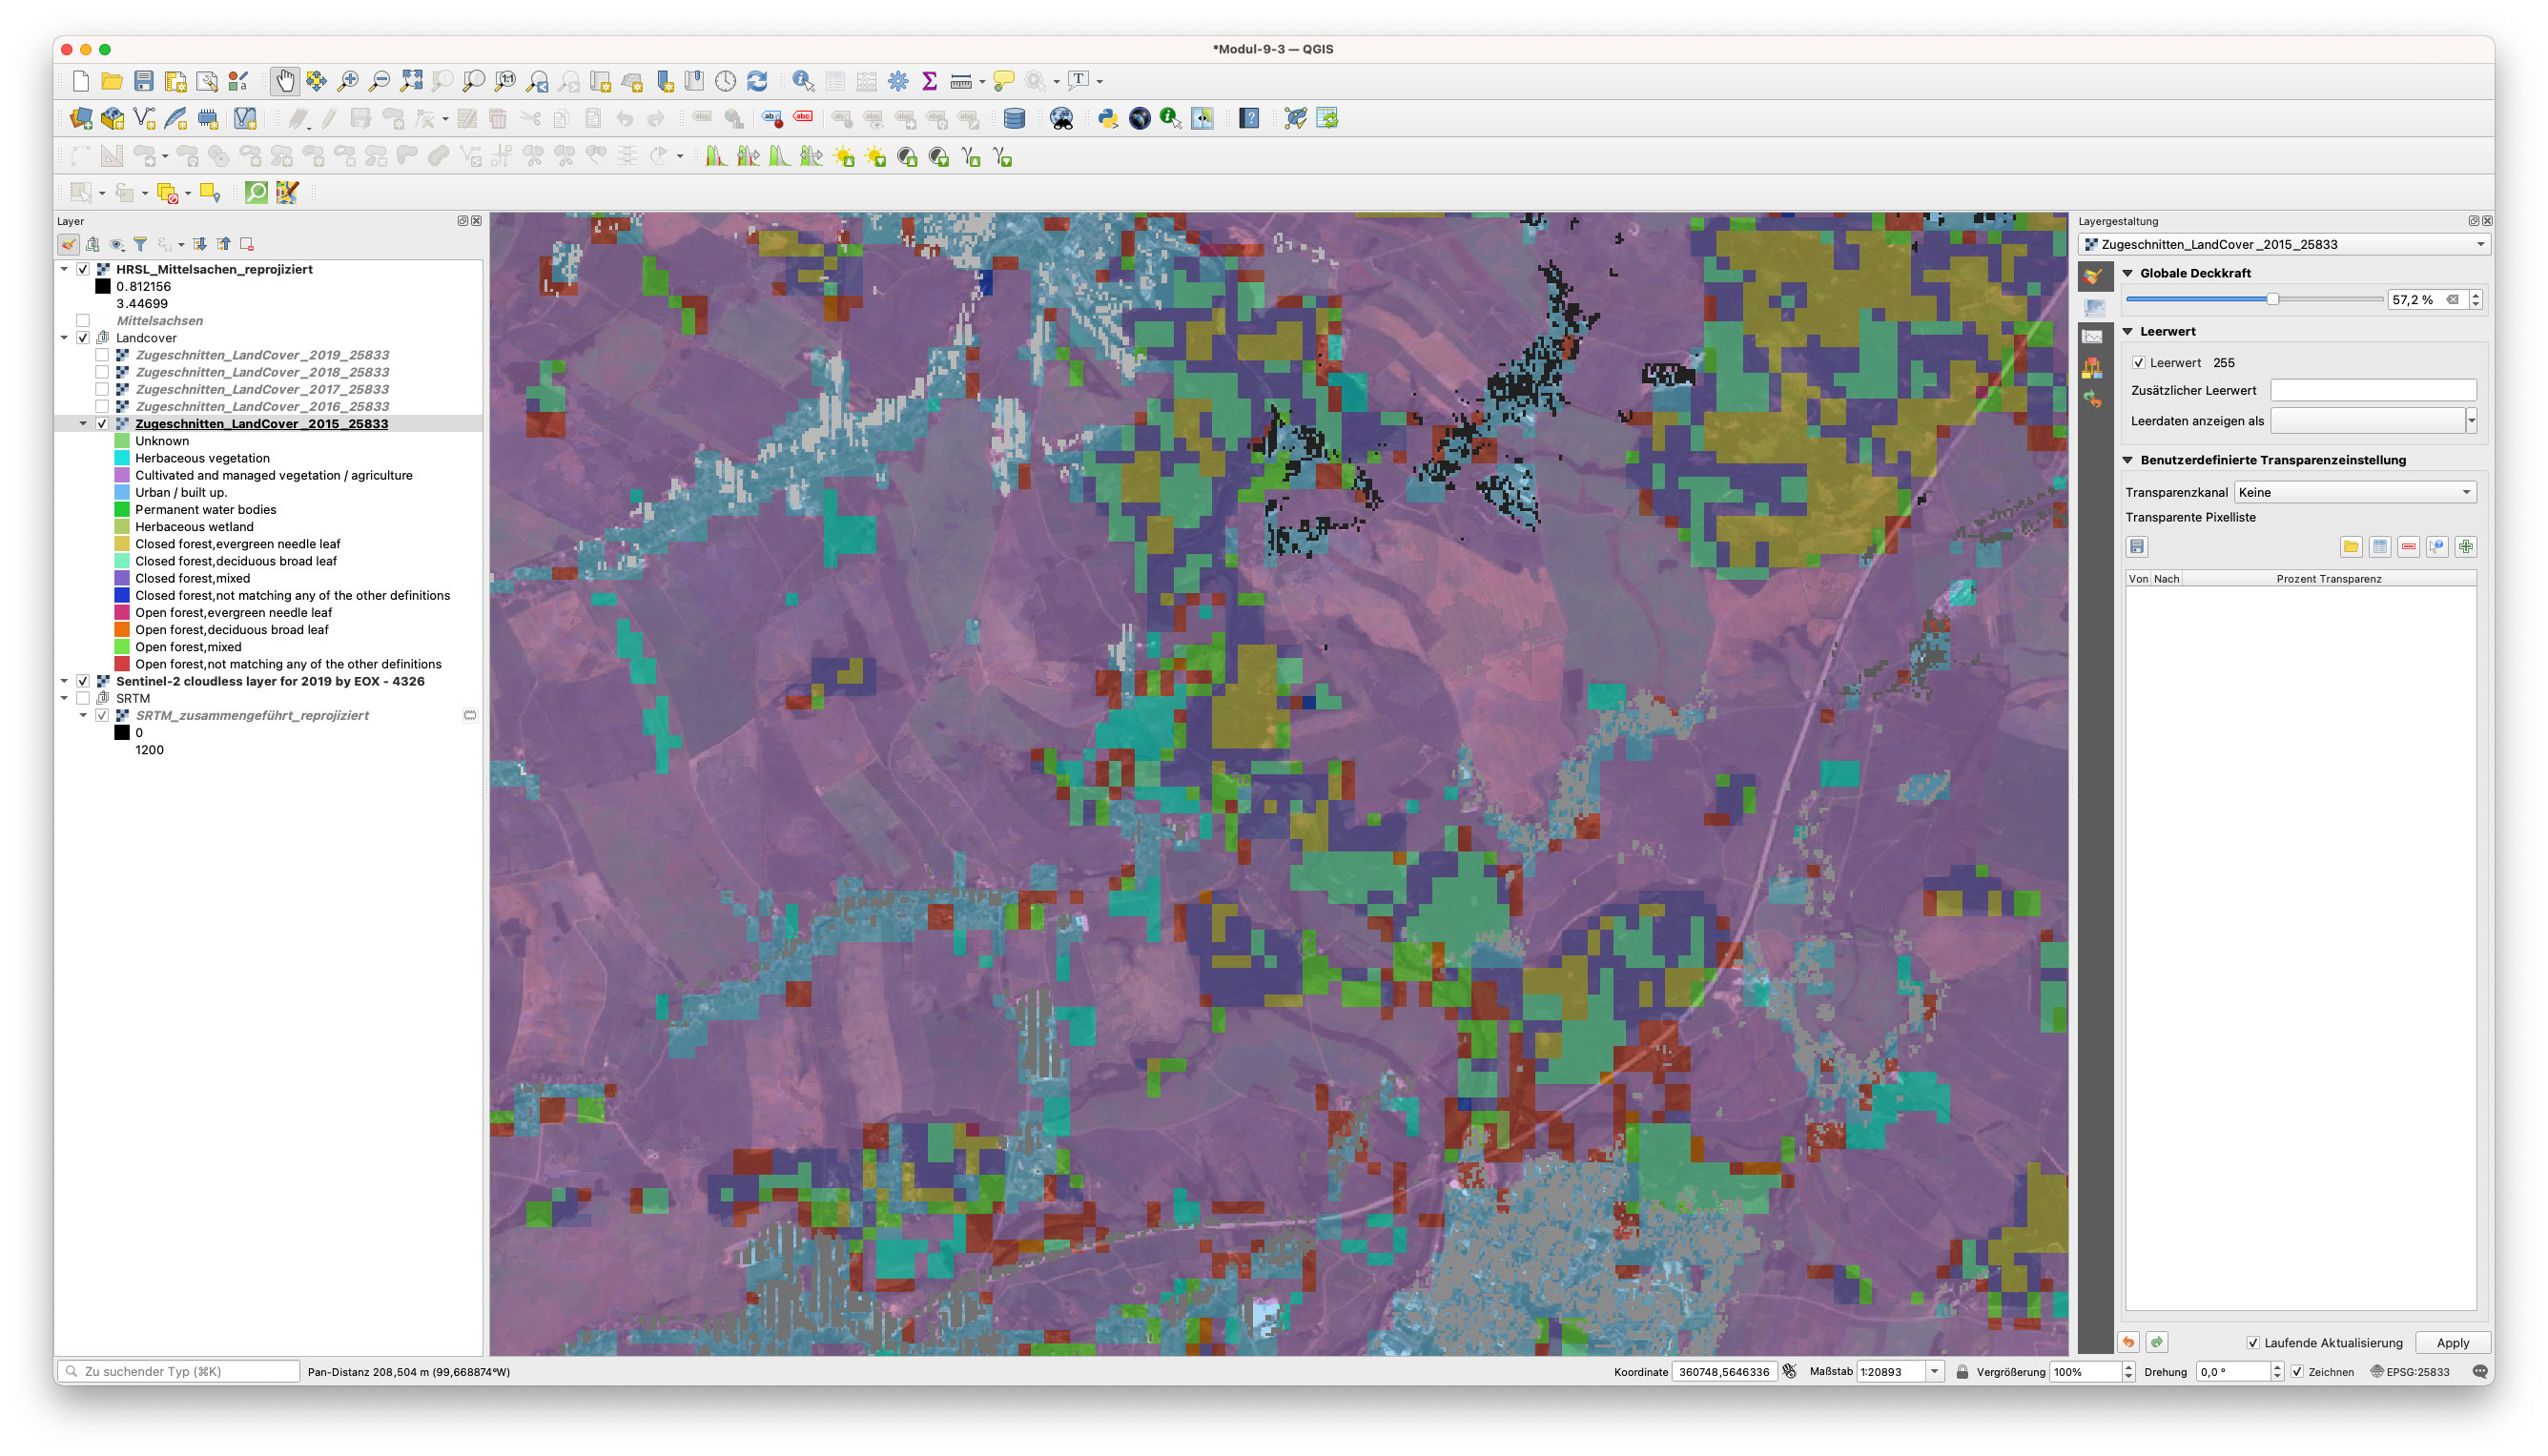 *Modul-9-3 — QGIS
Layer
HRSL_Mittelsachen_reprojiziert
0.812156
3.44699
Mittelsachsen
Landcover
Zugeschnitten_LandCover_2019_25833
Zugeschnitten_LandCover_2018_25833
Zugeschnitten_LandCover_2017_25833
Zugeschnitten_LandCover_2016_25833
Zugeschnitten_LandCover_2015_25833
Unknown
Herbaceous vegetation
Cultivated and managed vegetation / agriculture
Urban / built up.
Permanent water bodies
Herbaceous wetland
Closed forest,evergreen needle leaf
Closed forest,deciduous broad leaf
Closed forest,mixed
Closed forest,not matching any of the other definitions
Open forest,evergreen needle leaf
Open forest,deciduous broad leaf
Open forest,mixed
Open forest,not matching any of the other definitions
Sentinel-2 cloudless layer for 2019 by EOX - 4326
SRTM
SRTM_zusammengeführt_reprojiziert
0
1200
Layergestaltung
Zugeschnitten_LandCover_2015_25833
Globale Deckkraft
57,2 %
Leerwert
Leerwert 255
Zusätzlicher Leerwert
Leerdaten anzeigen als
Benutzerdefinierte Transparenzeinstellung
Transparenzkanal Keine
Transparente Pixelliste
Von Nach Prozent Transparenz
Laufende Aktualisierung Apply
Zu suchender Typ (⌘K) Pan-Distanz 208,504 m (99,668874°W) Koordinate 360748,5646336 Maßstab 1:20893 Vergrößerung 100% Drehung 0,0 ° Zeichnen EPSG:25833